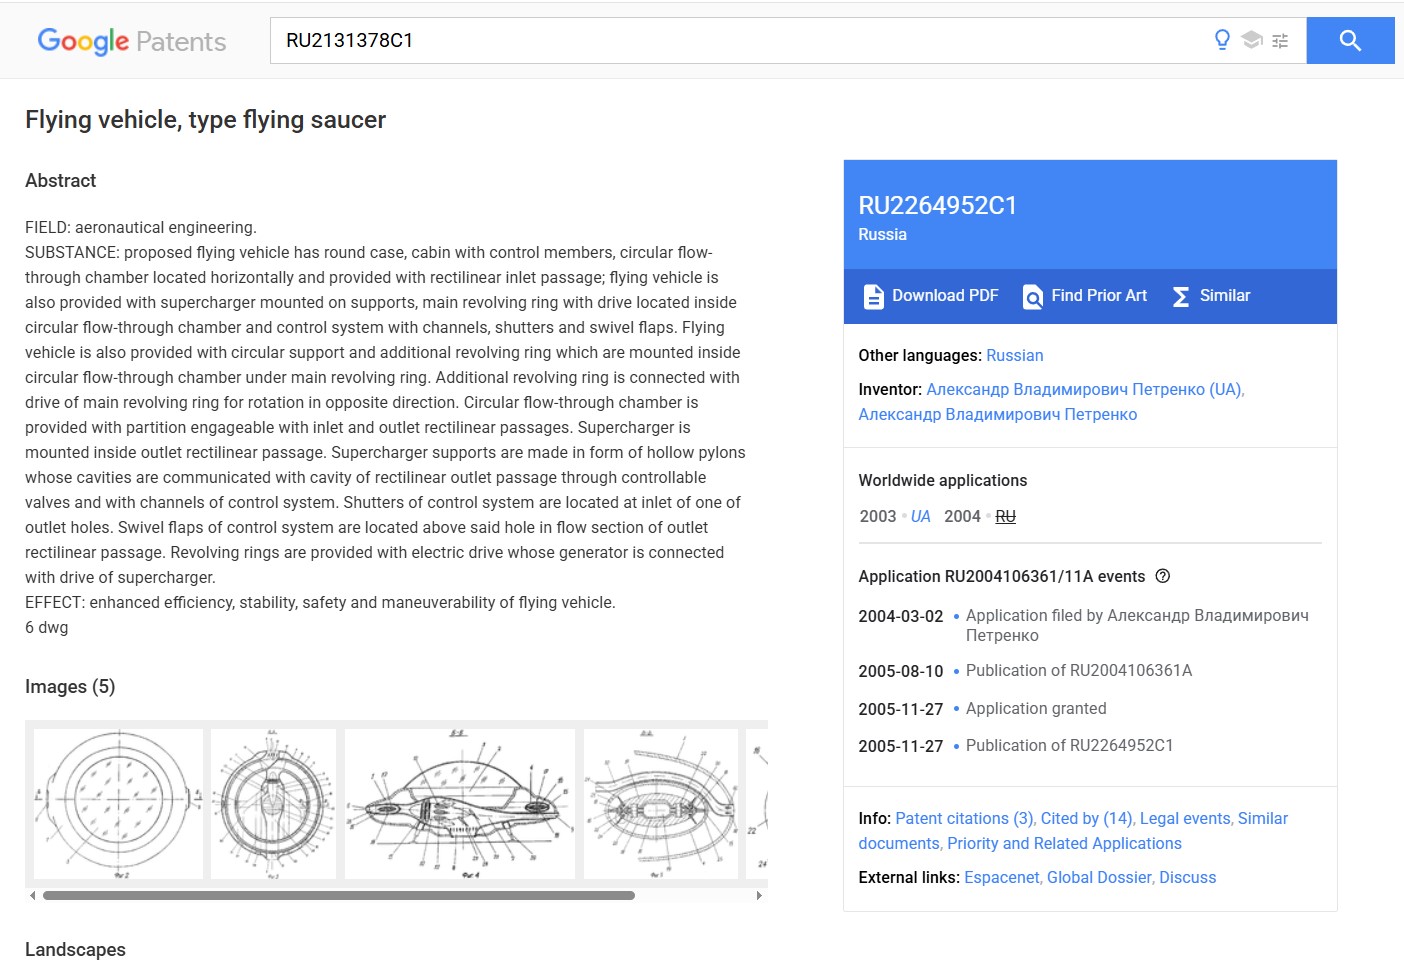 Google Patents
RU2131378C1
Flying vehicle, type flying saucer
Abstract
FIELD: aeronautical engineering.
SUBSTANCE: proposed flying vehicle has round case, cabin with control members, circular flow-
through chamber located horizontally and provided with rectilinear inlet passage; flying vehicle is
also provided with supercharger mounted on supports, main revolving ring with drive located inside
circular flow-through chamber and control system with channels, shutters and swivel flaps. Flying
vehicle is also provided with circular support and additional revolving ring which are mounted inside
circular flow-through chamber under main revolving ring. Additional revolving ring is connected with
drive of main revolving ring for rotation in opposite direction. Circular flow-through chamber is
provided with partition engageable with inlet and outlet rectilinear passages. Supercharger is
mounted inside outlet rectilinear passage. Supercharger supports are made in form of hollow pylons
whose cavities are communicated with cavity of rectilinear outlet passage through controllable
valves and with channels of control system. Shutters of control system are located at inlet of one of
outlet holes. Swivel flaps of control system are located above said hole in flow section of outlet
rectilinear passage. Revolving rings are provided with electric drive whose generator is connected
with drive of supercharger.
EFFECT: enhanced efficiency, stability, safety and maneuverability of flying vehicle.
6 dwg
Images (5)
Фиг 2
Фиг 4
22
Landscapes
RU2264952C1
Russia
Download PDF
Find Prior Art
Similar
Other languages: Russian
Inventor: Александр Владимирович Петренко (UA),
Александр Владимирович Петренко
Worldwide applications
2003 UA 2004 RU
Application RU2004106361/11A events
2004-03-02 • Application filed by Александр Владимирович
Петренко
2005-08-10 • Publication of RU2004106361A
2005-11-27 • Application granted
2005-11-27 • Publication of RU2264952C1
Info: Patent citations (3), Cited by (14), Legal events, Similar
documents, Priority and Related Applications
External links: Espacenet, Global Dossier, Discuss